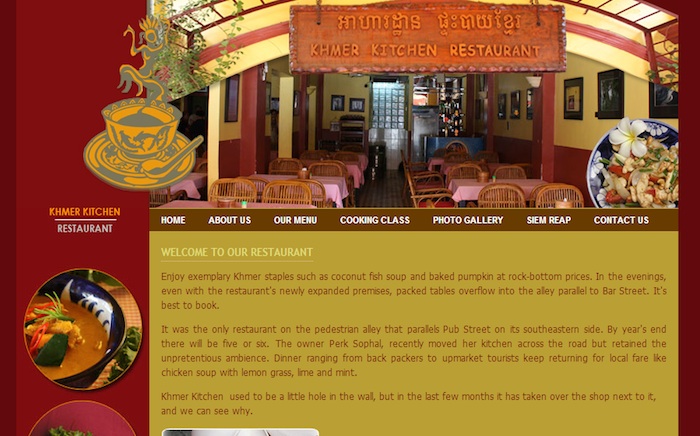 អាហារដ្ឋាន ផ្ទះបាយខ្មែរ
KHMER KITCHEN RESTAURANT
KHMER KITCHEN
RESTAURANT
HOME ABOUT US OUR MENU COOKING CLASS PHOTO GALLERY SIEM REAP CONTACT US
WELCOME TO OUR RESTAURANT
Enjoy exemplary Khmer staples such as coconut fish soup and baked pumpkin at rock-bottom prices. In the evenings,
even with the restaurant's newly expanded premises, packed tables overflow into the alley parallel to Bar Street. It's
best to book.
It was the only restaurant on the pedestrian alley that parallels Pub Street on its southeastern side. By year's end
there will be five or six. The owner Perk Sophal, recently moved her kitchen across the road but retained the
unpretentious ambience. Dinner ranging from back packers to upmarket tourists keep returning for local fare like
chicken soup with lemon grass, lime and mint.
Khmer Kitchen used to be a little hole in the wall, but in the last few months it has taken over the shop next to it,
and we can see why.